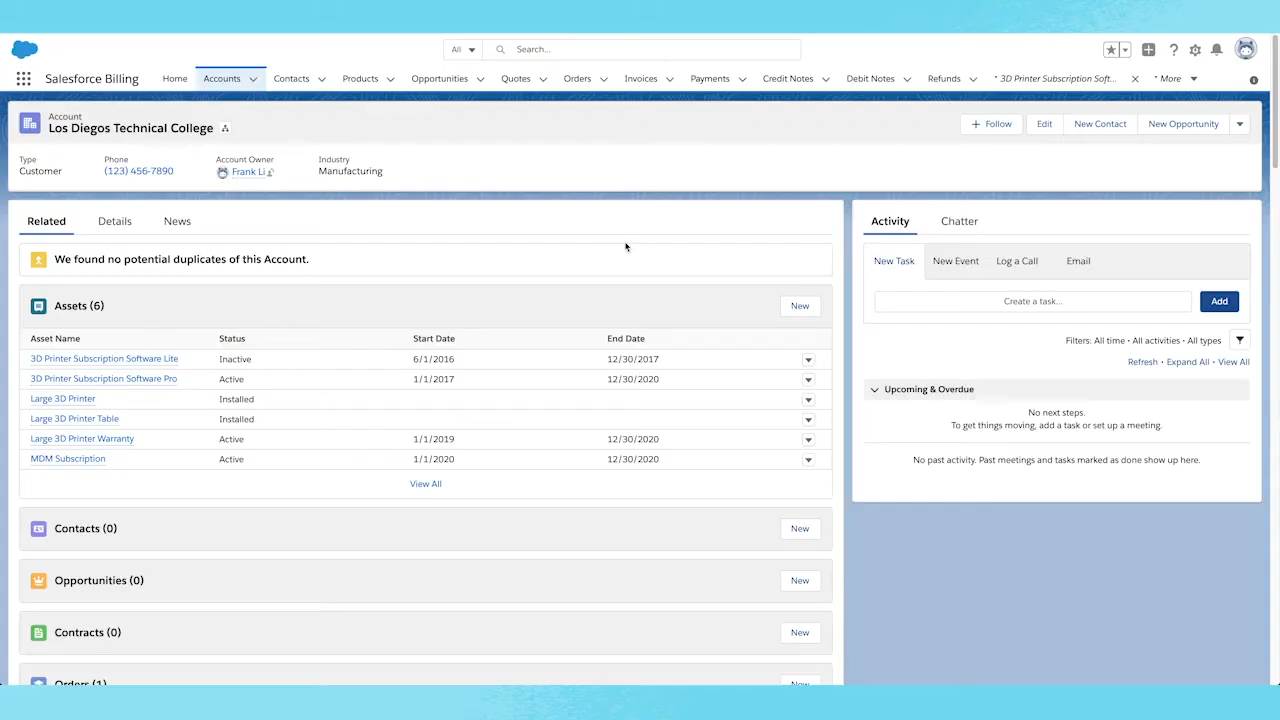 All
Search...
Salesforce Billing
Home
Accounts
Contacts
Products
Opportunities
Quotes
Orders
Invoices
Payments
Credit Notes
Debit Notes
Refunds
* 3D Printer Subscription Soft...
* More
Account
Los Diegos Technical College
+ Follow
Edit
New Contact
New Opportunity
Type
Customer
Phone
(123) 456-7890
Account Owner
Frank Li
Industry
Manufacturing
Related
Details
News
We found no potential duplicates of this Account.
Assets (6)
New
Asset Name Status Start Date End Date
3D Printer Subscription Software Lite Inactive 6/1/2016 12/30/2017
3D Printer Subscription Software Pro Active 1/1/2017 12/30/2020
Large 3D Printer Installed
Large 3D Printer Table Installed
Large 3D Printer Warranty Active 1/1/2019 12/30/2020
MDM Subscription Active 1/1/2020 12/30/2020
View All
Contacts (0)
New
Opportunities (0)
New
Contracts (0)
New
Orders (1)
New
Activity
Chatter
New Task
New Event
Log a Call
Email
Create a task...
Add
Filters: All time • All activities • All types
Refresh • Expand All • View All
Upcoming & Overdue
No next steps.
To get things moving, add a task or set up a meeting.
No past activity. Past meetings and tasks marked as done show up here.